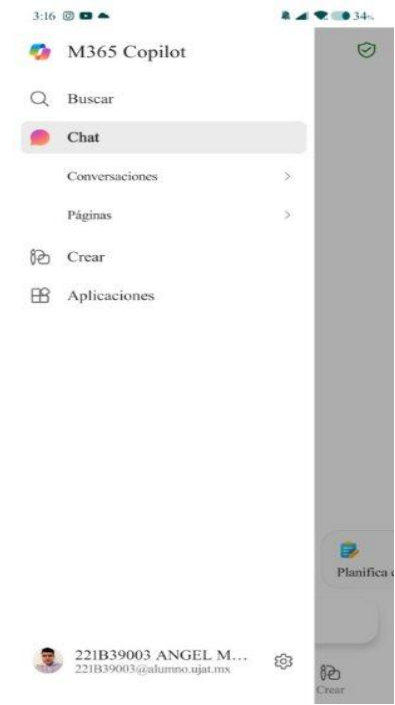 3:16
34%
M365 Copilot
Buscar
Chat
Conversaciones
Páginas
Crear
Aplicaciones
Planifica
221B39003 ANGEL M...
221B39003@alumno.ujat.mx
Crear